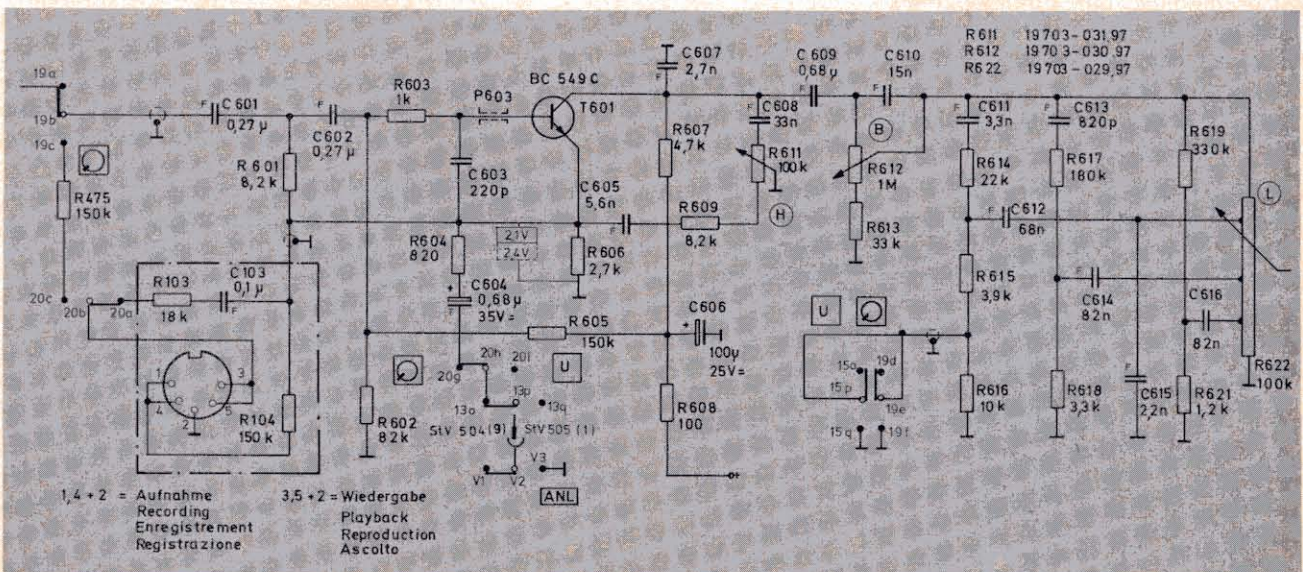 19a
19b
19c
R475
150k
20c
20b
20a
F C601
0,27µ
F
C602
0,27µ
R603
1k
P603
BC 549 C
T601
R601
8,2k
C603
220p
C605
5,6n
F
C607
2,7n
F
R607
4,7k
C609
0,68µ
F
C610
15n
F
C608
33n
F
R611
100k
H
B
R612
1M
R613
33k
R609
8,2k
R611 19703-031,97
R612 19703-030,97
R622 19703-029,97
C611
3,3n
F
C613
820p
F
R619
330k
R614
22k
R617
180k
L
F C612
68n
R615
3,9k
F
C614
82n
C616
82n
R622
100k
R616
10k
R618
3,3k
F
C615
2,2n
R621
1,2k
R604
820
2,1V
2,4V
R606
2,7k
+
C604
0,68µ
F
35V=
R605
150k
+ C606
100µ
25V=
R608
100
+
R103
18k
C103
0,1µ
F
R104
150k
1
2
3
4
5
R602
82k
20g
20h
20i
U
13o
13p
13q
StV 504(9)
StV 505(1)
V1
V2
V3
ANL
U
15o
19d
15p
19e
15q
19f
1,4+2 = Aufnahme
Recording
Enregistrement
Registrazione
3,5+2 = Wiedergabe
Playback
Reproduction
Ascolto